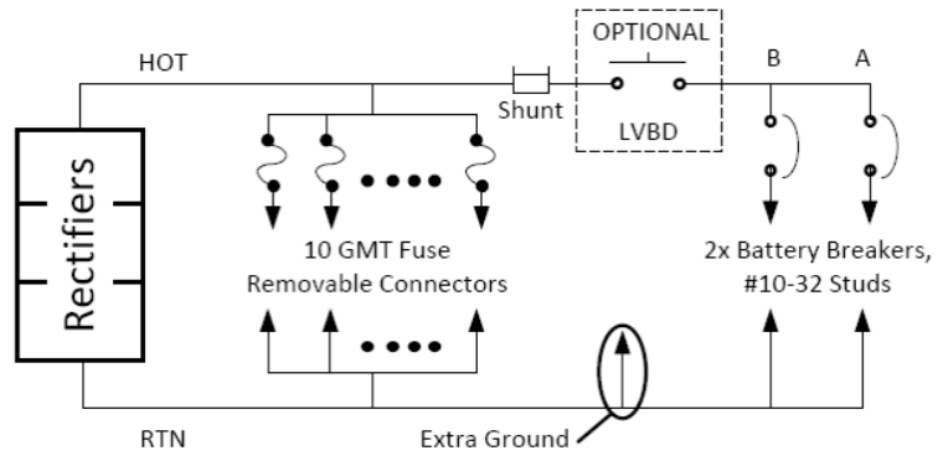 OPTIONAL
HOT
B
A
Shunt
LVBD
Rectifiers
10 GMT Fuse
Removable Connectors
2x Battery Breakers,
#10-32 Studs
RTN
Extra Ground